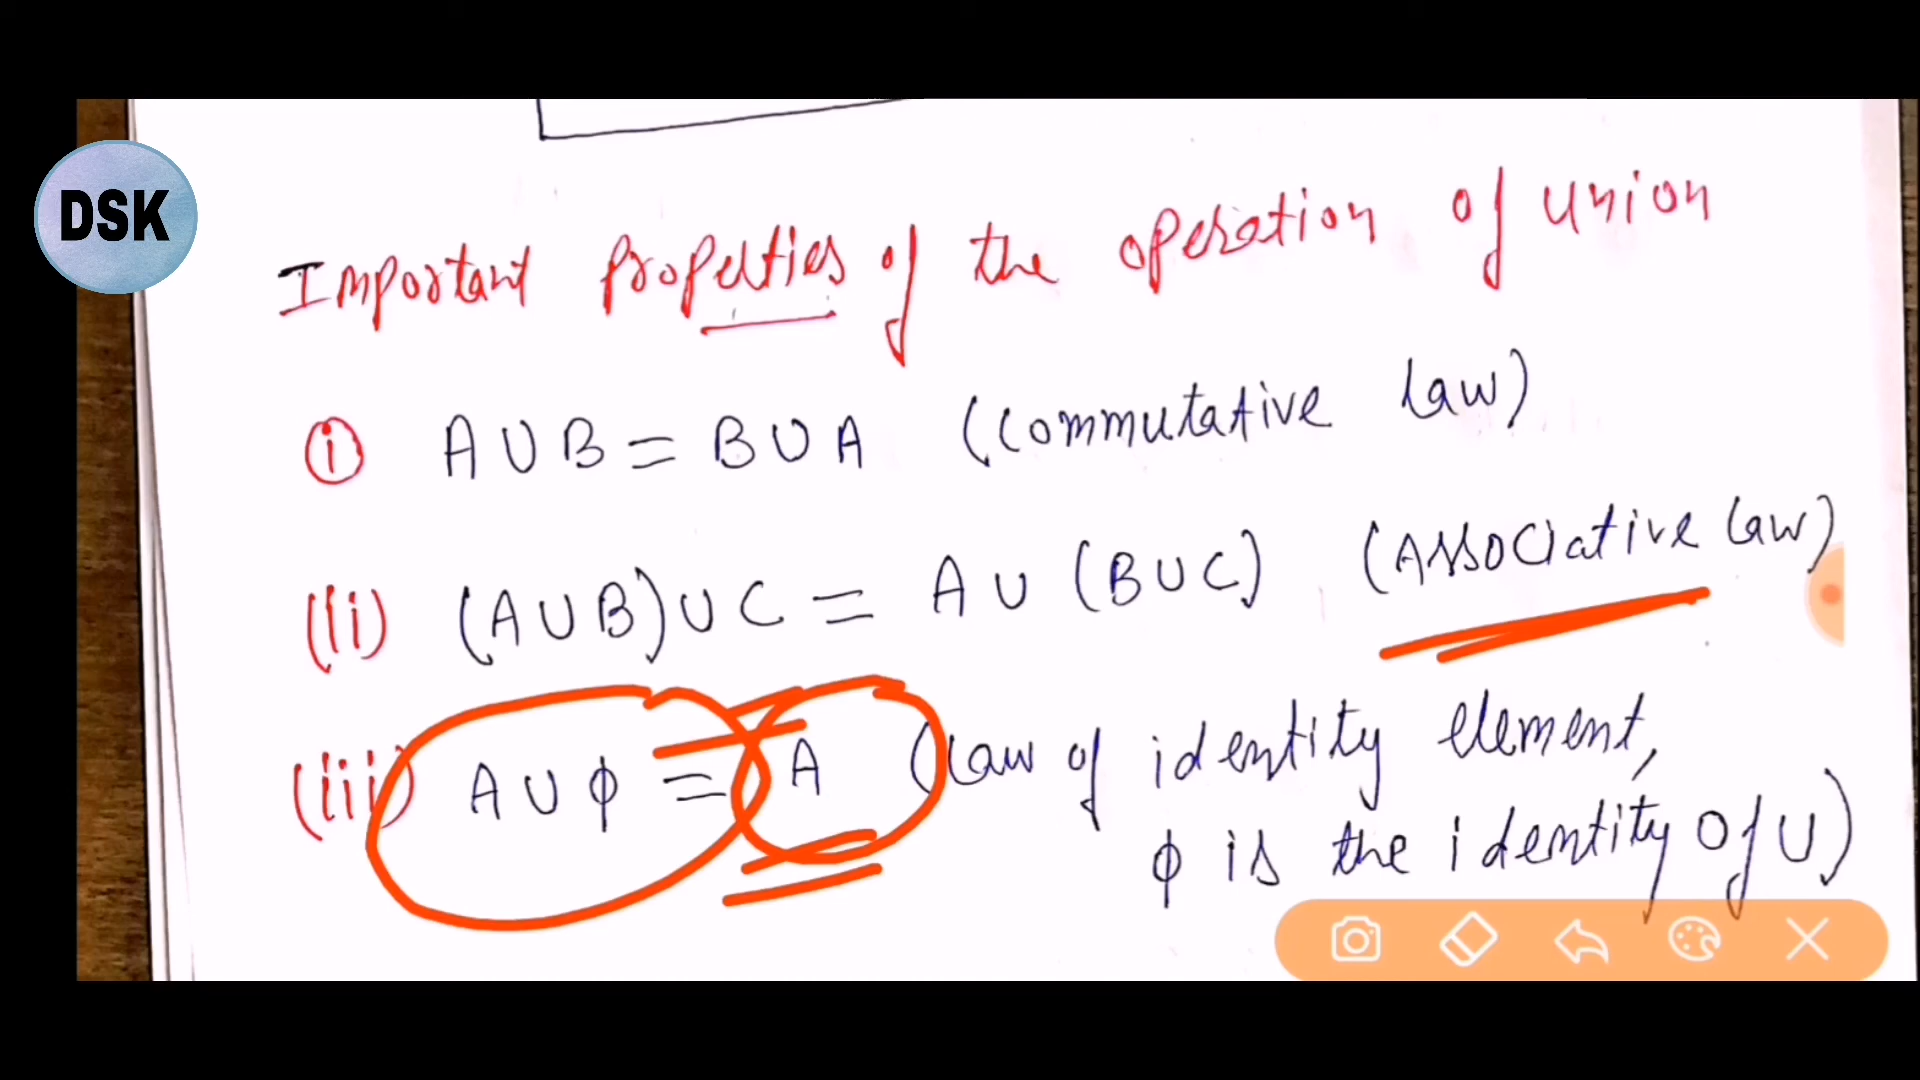 DSK
Important Properties of the operation of union
(i) A ∪ B = B ∪ A (Commutative law)
(ii) (A ∪ B) ∪ C = A ∪ (B ∪ C) (Associative law)
(iii) A ∪ ϕ = A (law of identity element,
ϕ is the identity of ∪)